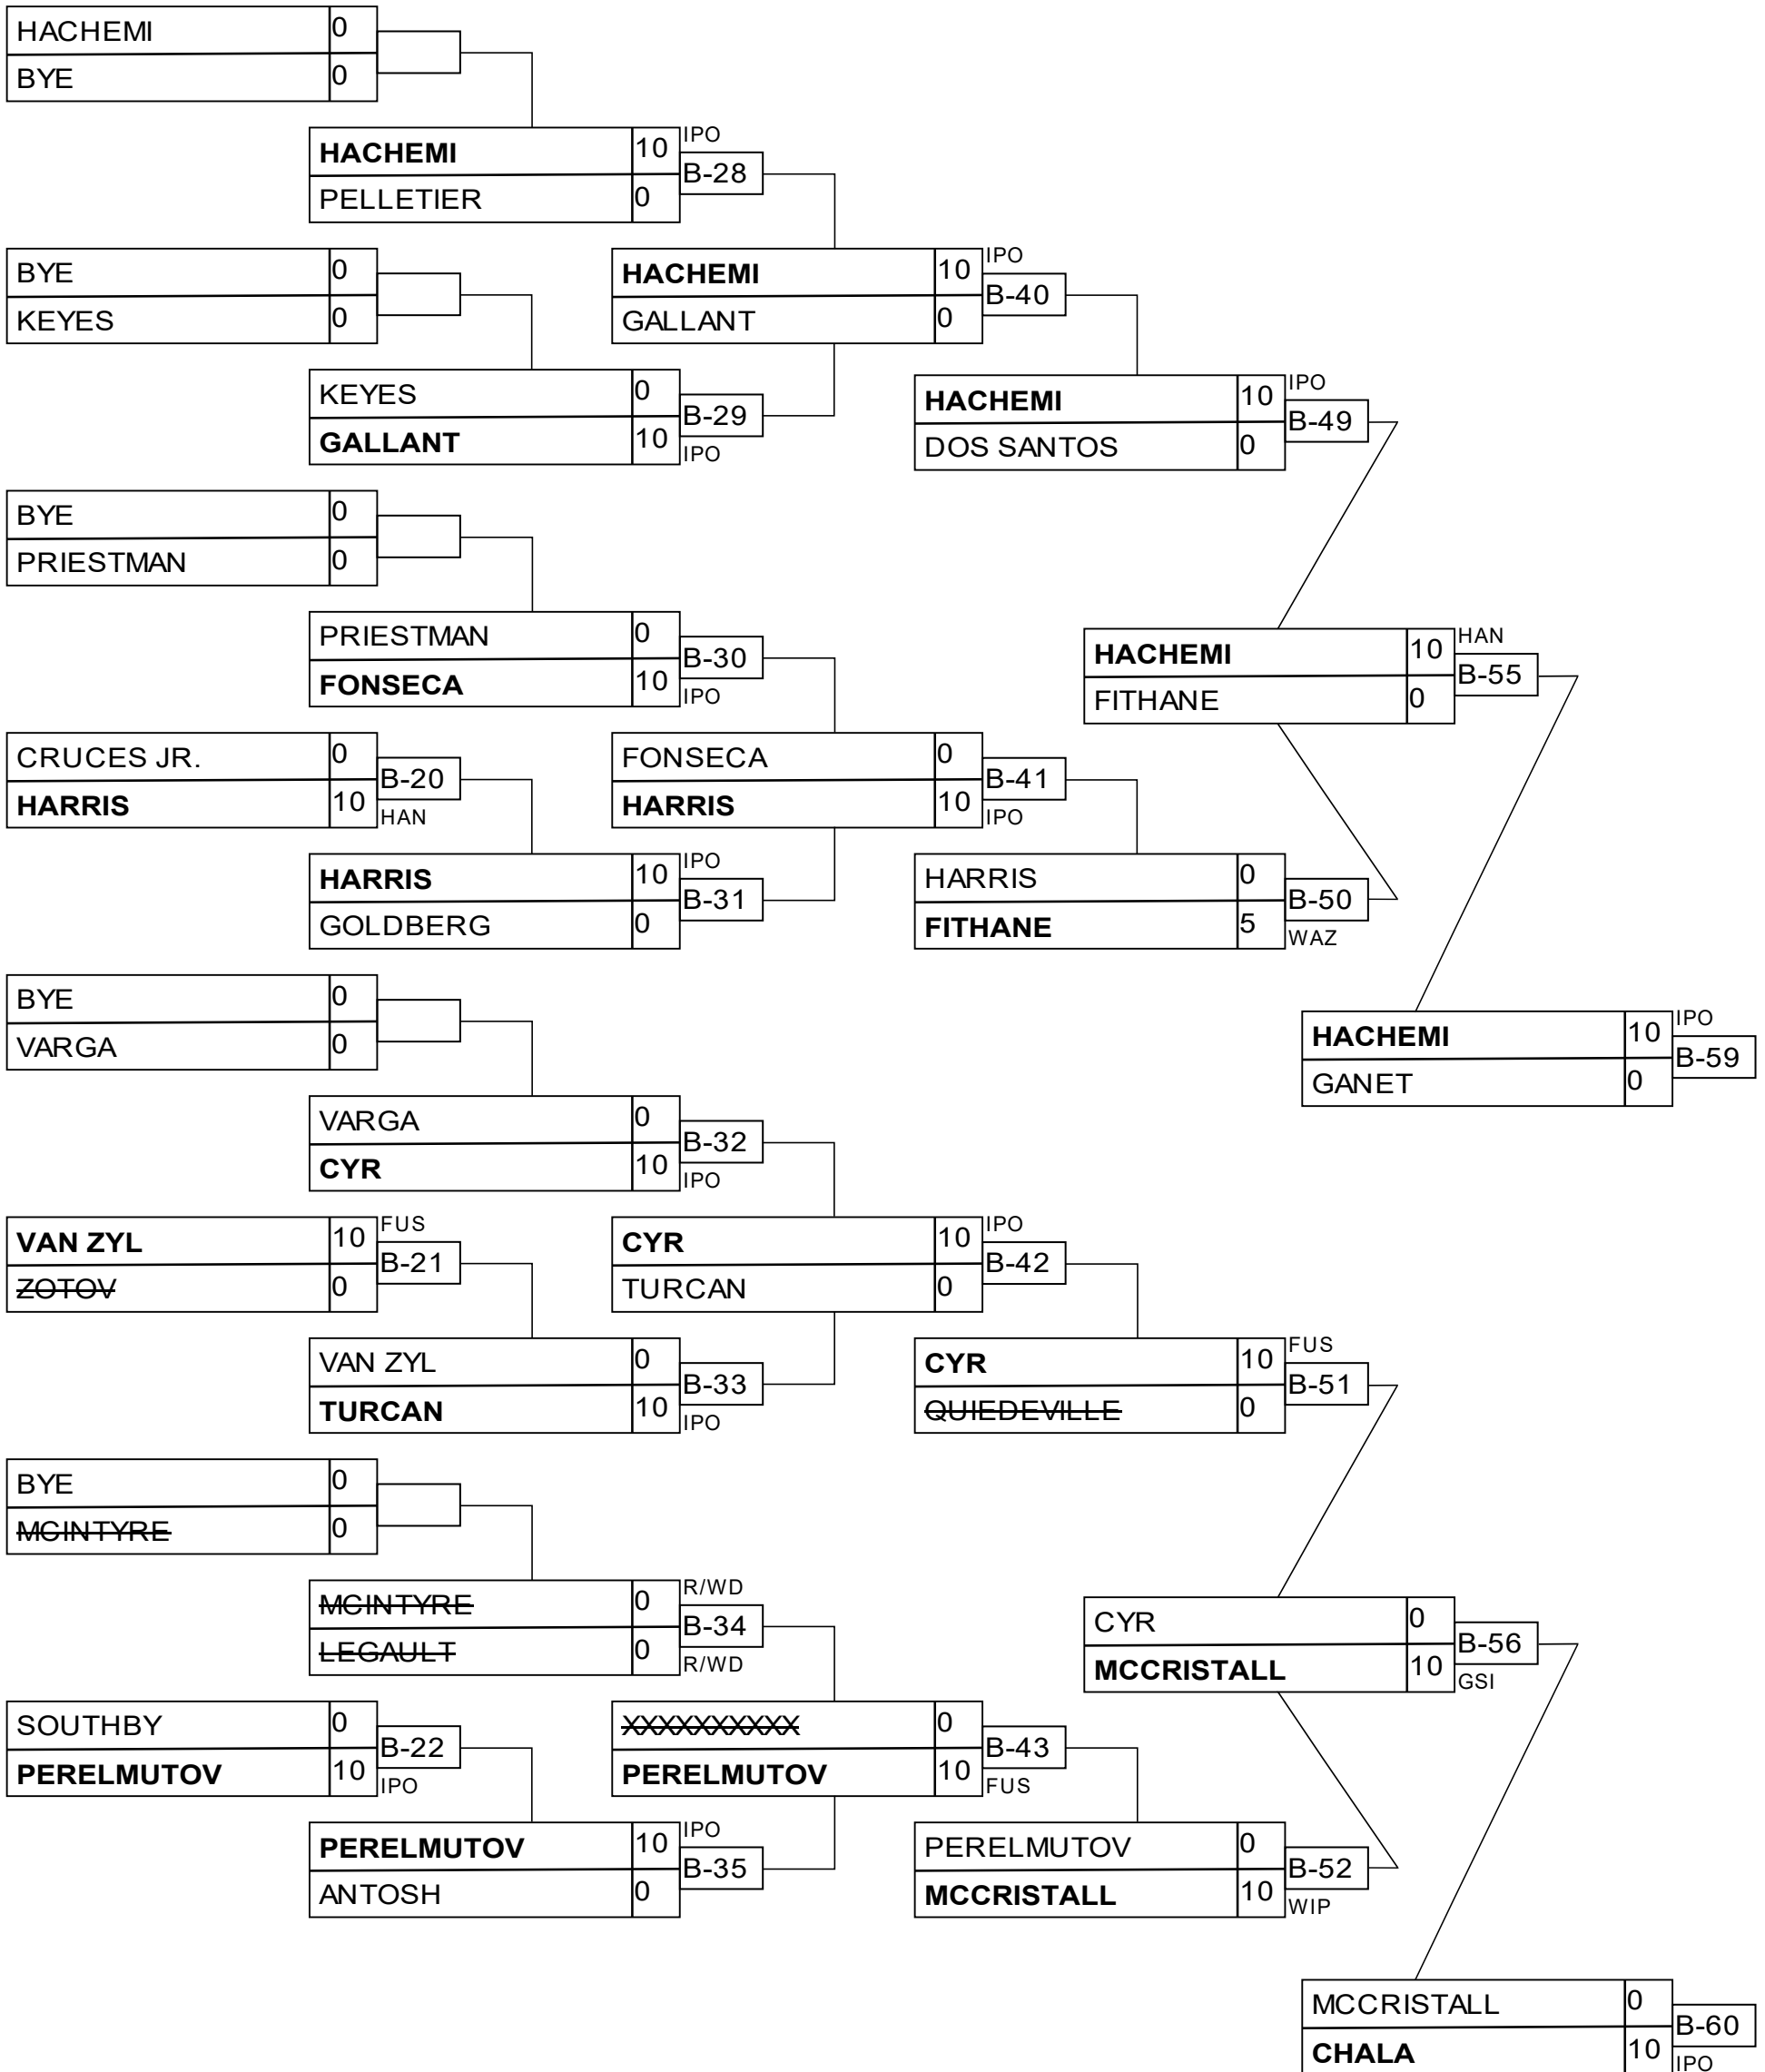 HACHEMI 0
BYE 0
HACHEMI 10 IPO
B-28
PELLETIER 0
BYE 0
KEYES 0
HACHEMI 10 IPO
B-40
GALLANT 0
KEYES 0
B-29
GALLANT 10 IPO
HACHEMI 10 IPO
B-49
DOS SANTOS 0
BYE 0
PRIESTMAN 0
PRIESTMAN 0
B-30
FONSECA 10 IPO
HACHEMI 10 HAN
B-55
FITHANE 0
CRUCES JR. 0
B-20
HARRIS 10 HAN
FONSECA 0
B-41
HARRIS 10 IPO
HARRIS 10 IPO
B-31
GOLDBERG 0
HARRIS 0
B-50
FITHANE 5 WAZ
BYE 0
VARGA 0
HACHEMI 10 IPO
B-59
GANET 0
VARGA 0
B-32
CYR 10 IPO
VAN ZYL 10 FUS
B-21
ZOTOV 0
CYR 10 IPO
B-42
TURCAN 0
VAN ZYL 0
B-33
TURCAN 10 IPO
CYR 10 FUS
B-51
QUIEDEVILLE 0
BYE 0
MCINTYRE 0
MCINTYRE 0 R/WD
B-34
LEGAULT 0 R/WD
CYR 0
B-56
MCCRISTALL 10 GSI
SOUTHBY 0
B-22
PERELMUTOV 10 IPO
XXXXXXXXXX 0
B-43
PERELMUTOV 10 FUS
PERELMUTOV 10 IPO
B-35
ANTOSH 0
PERELMUTOV 0
B-52
MCCRISTALL 10 WIP
MCCRISTALL 0
B-60
CHALA 10 IPO